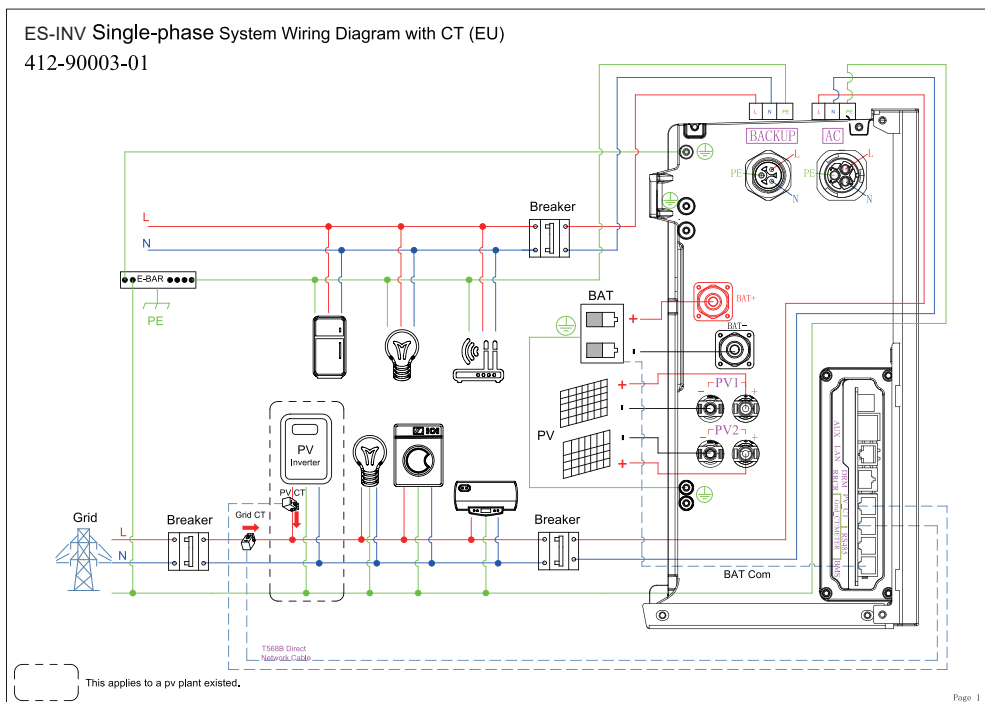 ES-INV Single-phase System Wiring Diagram with CT (EU)
412-90003-01
L N PE
L N PE
BACKUP
AC
L
PE
N
L
PE
N
Breaker
L
N
E-BAR
PE
BAT
+
-
BAT+
BAT-
PV
+
-
-
+
- PV1 +
- PV2 +
PV
Inverter
PV CT
Grid CT
Grid
L
N
Breaker
Breaker
BAT Com
AUX LAN
DRM PV CT
RRCR Grid CT METER
RS485
BMS
T568B Direct
Network Cable
This applies to a pv plant existed.
Page 1